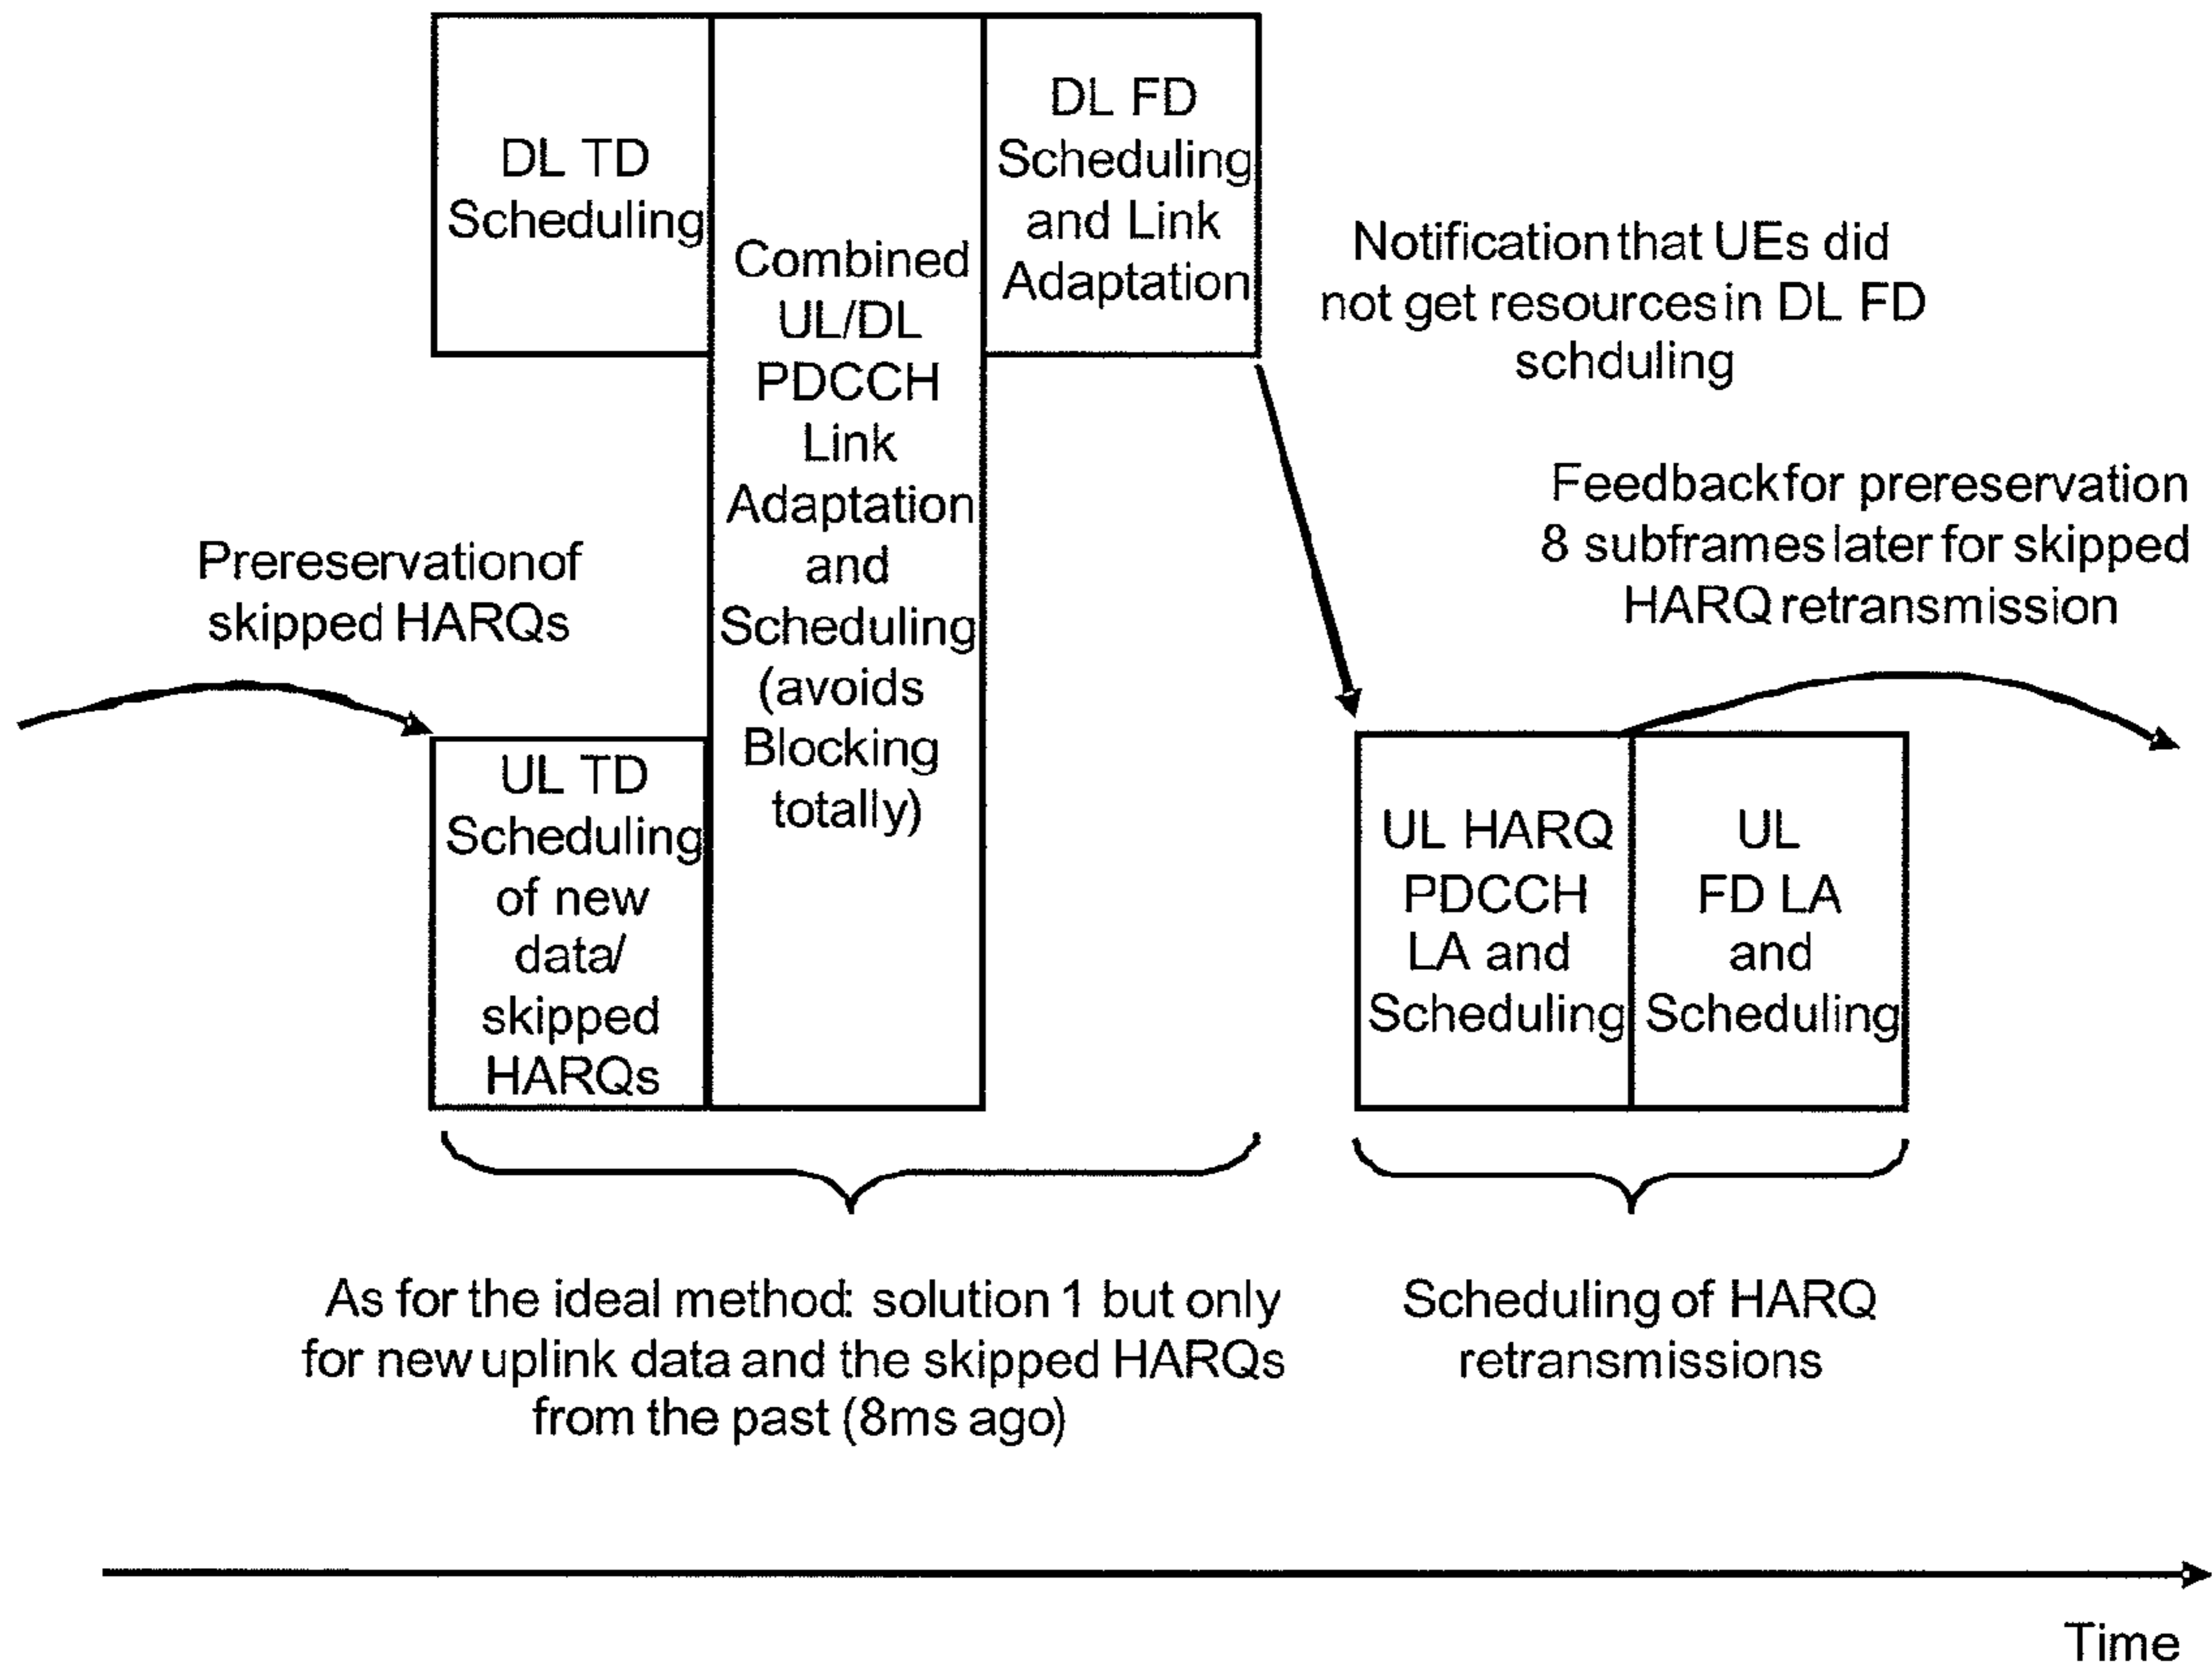 DL TD
Scheduling
Combined
UL/DL
PDCCH
Link
Adaptation
and
Scheduling
(avoids
Blocking
totally)
DL FD
Scheduling
and Link
Adaptation
Notification that UEs did
not get resources in DL FD
schduling
Feedback for prereservation
8 subframes later for skipped
HARQ retransmission
Prereservation of
skipped HARQs
UL TD
Scheduling
of new
data/
skipped
HARQs
UL HARQ
PDCCH
LA and
Scheduling
UL
FD LA
and
Scheduling
As for the ideal method: solution 1 but only
for new uplink data and the skipped HARQs
from the past (8ms ago)
Scheduling of HARQ
retransmissions
Time